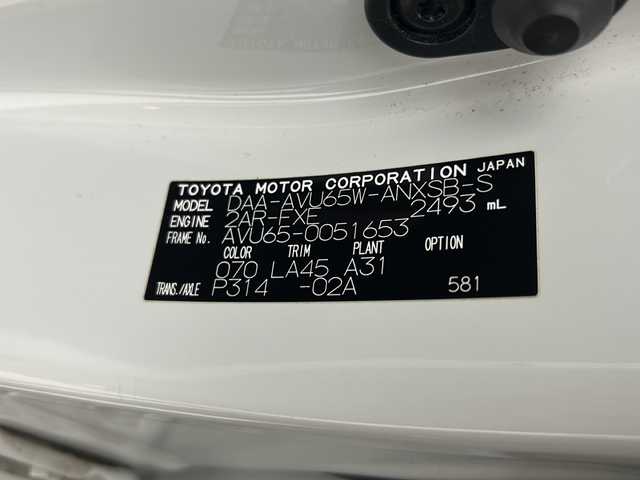 TOYOTA MOTOR CORPORATION JAPAN
MODEL DAA-AVU65W-ANXSB-S
ENGINE 2AR-FXE 2493 mL
FRAME No. AVU65-0051653
COLOR TRIM PLANT OPTION
070 LA45 A31
TRANS./AXLE P314 -02A 581